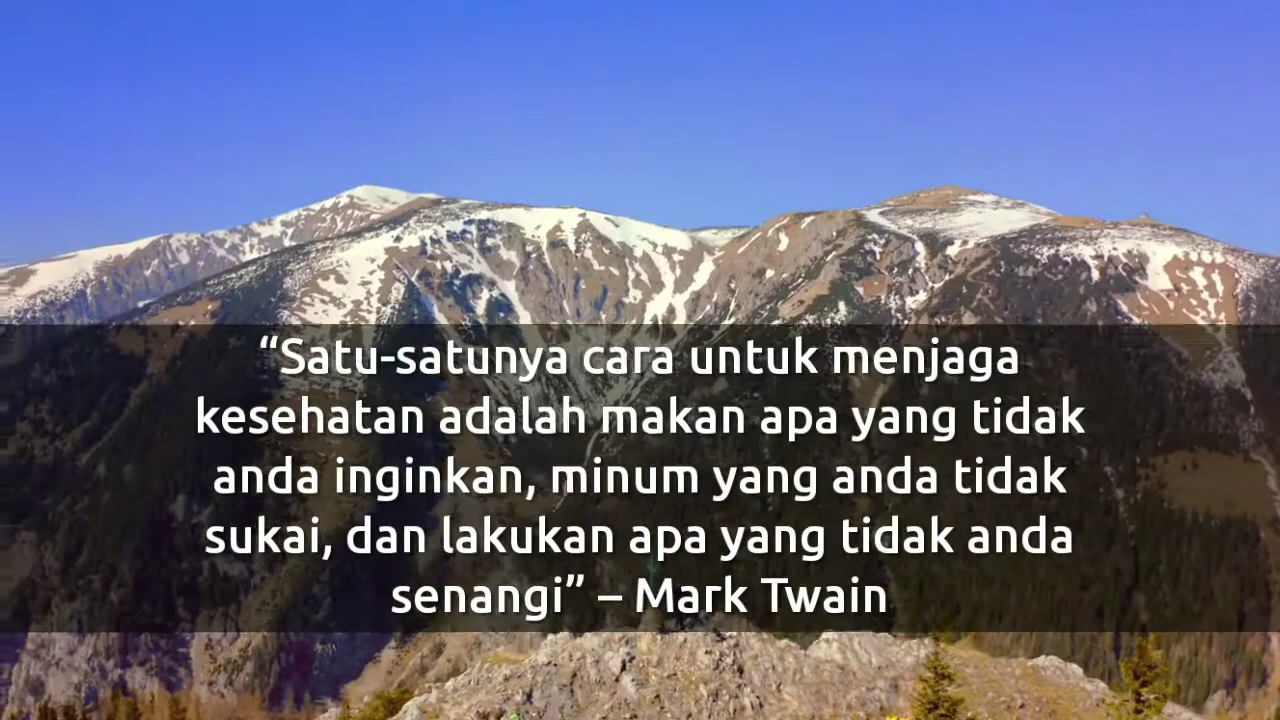 “Satu-satunya cara untuk menjaga
kesehatan adalah makan apa yang tidak
anda inginkan, minum yang anda tidak
sukai, dan lakukan apa yang tidak anda
senangi” – Mark Twain